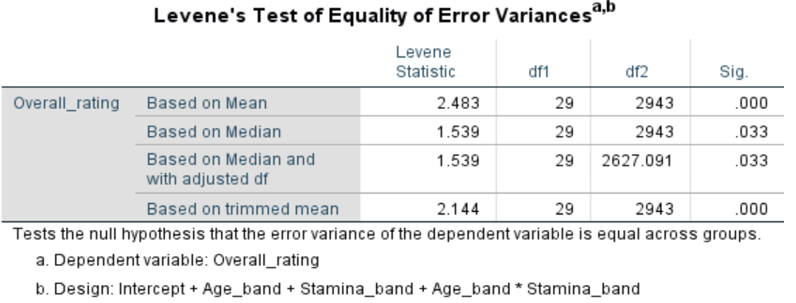 Levene's Test of Equality of Error Variancesa,b
Levene Statistic df1 df2 Sig.
Overall_rating Based on Mean 2.483 29 2943 .000
Based on Median 1.539 29 2943 .033
Based on Median and with adjusted df 1.539 29 2627.091 .033
Based on trimmed mean 2.144 29 2943 .000
Tests the null hypothesis that the error variance of the dependent variable is equal across groups.
a. Dependent variable: Overall_rating
b. Design: Intercept + Age_band + Stamina_band + Age_band * Stamina_band